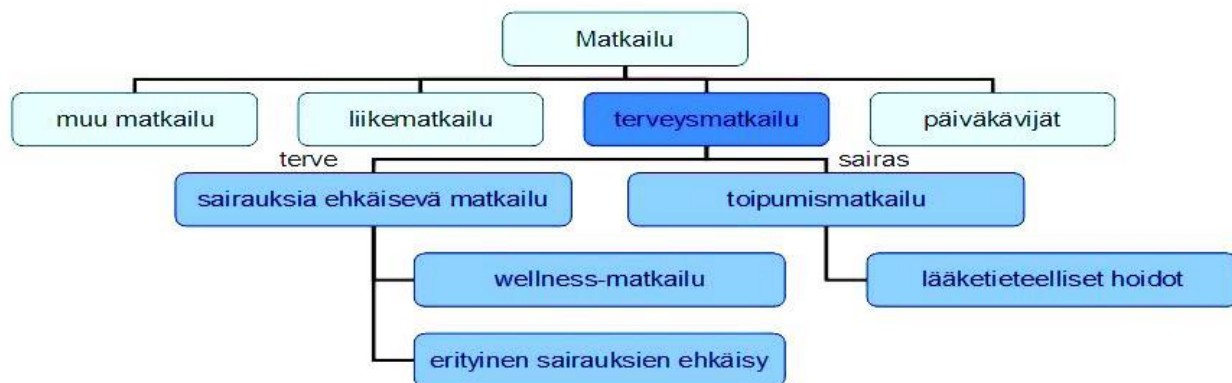 Matkailu
muu matkailu
liikematkailu
terveysmatkailu
päiväkävijät
terve
sairas
sairauksia ehkäisevä matkailu
toipumismatkailu
wellness-matkailu
lääketieteelliset hoidot
erityinen sairauksien ehkäisy